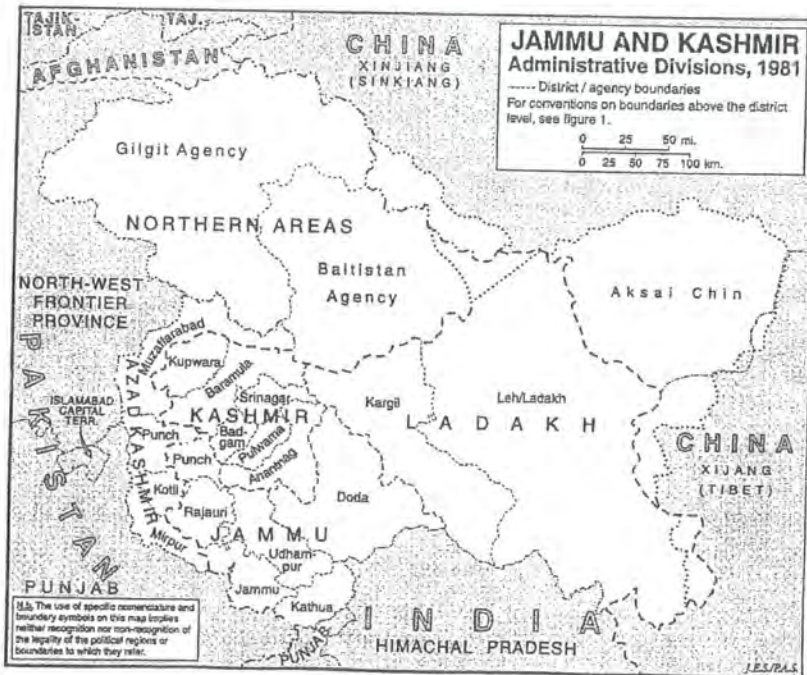 TAJIK-
STAN
TAJ.
AFGHANISTAN
CHINA
XINJIANG
(SINKIANG)
JAMMU AND KASHMIR
Administrative Divisions, 1981
District / agency boundaries
For conventions on boundaries above the district
level, see figure 1.
0 25 50 mi.
0 25 50 75 100 km.
Gilgit Agency
NORTHERN AREAS
Baltistan
Agency
Aksai Chin
NORTH-WEST
FRONTIER
PROVINCE
PAKISTAN
ISLAMABAD
CAPITAL
TERR.
AZAD KASHMIR
Muzaffarabad
Kupwara
Baramula
Srinagar
KASHMIR
Bad-
gam
Pulwama
Anantnag
Punch
Punch
Kotli
Rajauri
Mirpur
JAMMU
Doda
Udham-
pur
Jammu
Kathua
Kargil
Leh/Ladakh
LADAKH
CHINA
XIJANG
(TIBET)
PUNJAB
PUNJAB
INDIA
HIMACHAL PRADESH
N.b. The use of specific nomenclature and
boundary symbols on this map implies
neither recognition nor non-recognition of
the legality of the political regions or
boundaries to which they refer.